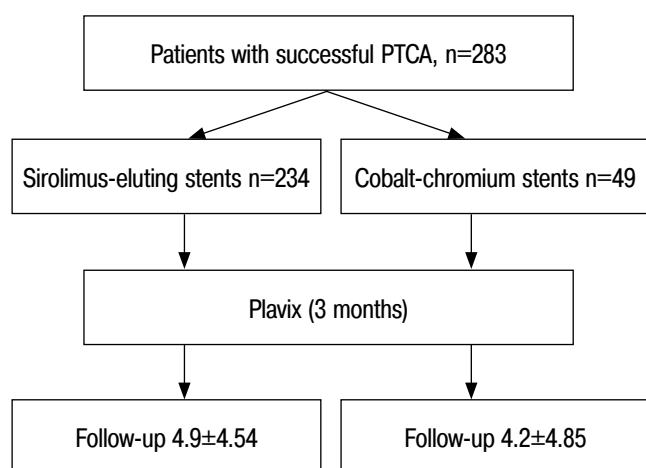 Patients with successful PTCA, n=283
Sirolimus-eluting stents n=234
Cobalt-chromium stents n=49
Plavix (3 months)
Follow-up 4.9±4.54
Follow-up 4.2±4.85